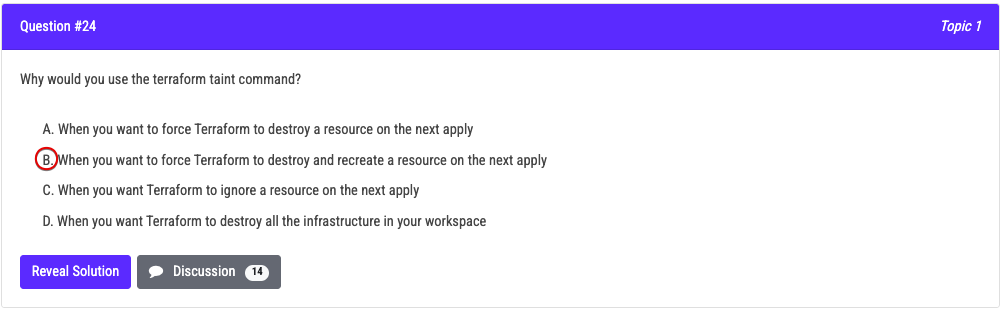 Question #24
Topic 1
Why would you use the terraform taint command?
A. When you want to force Terraform to destroy a resource on the next apply
B. When you want to force Terraform to destroy and recreate a resource on the next apply
C. When you want Terraform to ignore a resource on the next apply
D. When you want Terraform to destroy all the infrastructure in your workspace
Reveal Solution
Discussion 14